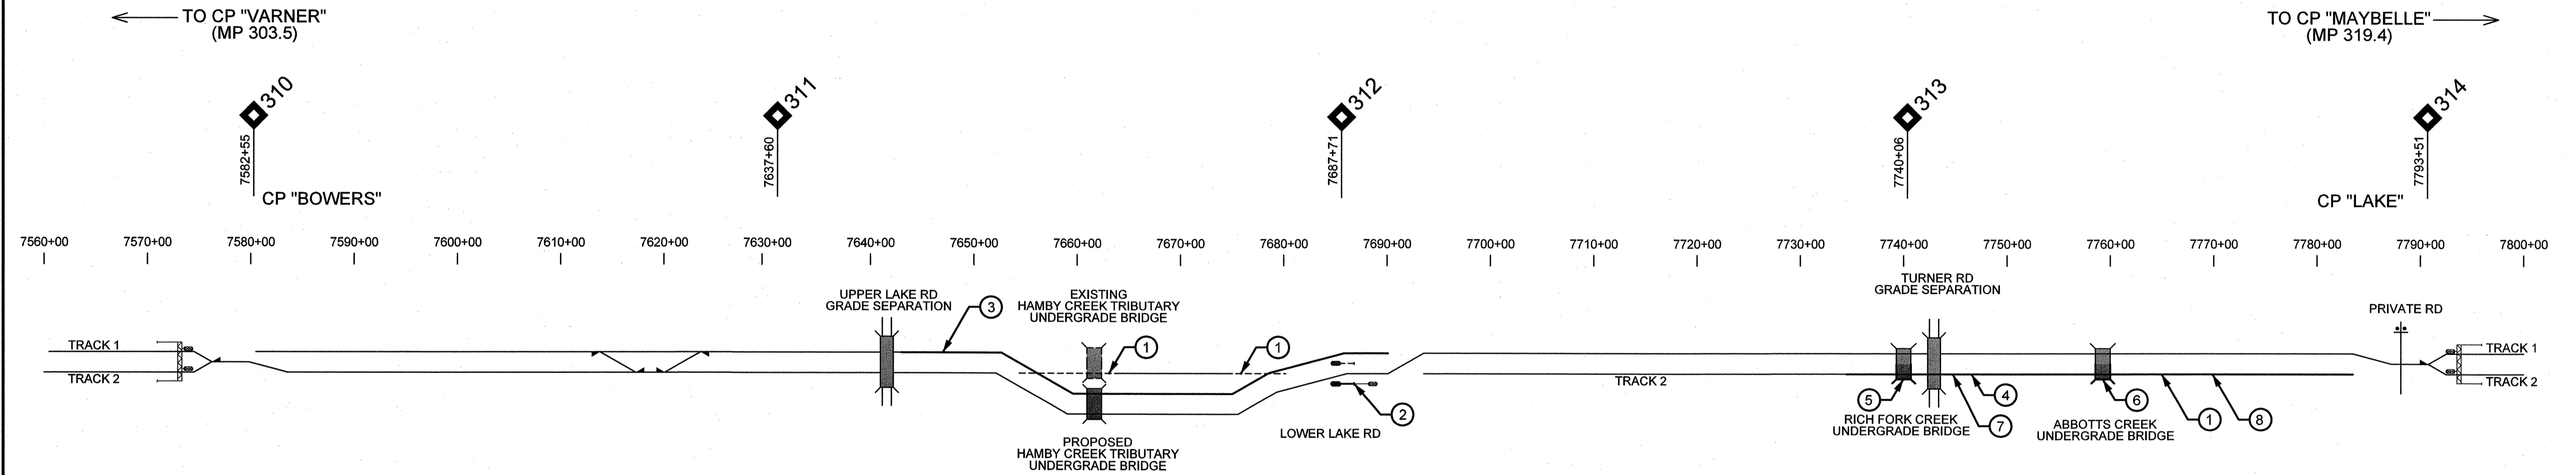 TO CP "VARNER"
(MP 303.5)
TO CP "MAYBELLE"
(MP 319.4)
310
311
312
313
314
7582+55
7637+60
7687+71
7740+06
7793+51
CP "BOWERS"
CP "LAKE"
7560+00 7570+00 7580+00 7590+00 7600+00 7610+00 7620+00 7630+00 7640+00 7650+00 7660+00 7670+00 7680+00 7690+00 7700+00 7710+00 7720+00 7730+00 7740+00 7750+00 7760+00 7770+00 7780+00 7790+00 7800+00
UPPER LAKE RD
GRADE SEPARATION
3
EXISTING
HAMBY CREEK TRIBUTARY
UNDERGRADE BRIDGE
TURNER RD
GRADE SEPARATION
PRIVATE RD
TRACK 1
TRACK 2
1
1
2
TRACK 2
TRACK 1
TRACK 2
5
4
7
6
1
8
RICH FORK CREEK
UNDERGRADE BRIDGE
ABBOTTS CREEK
UNDERGRADE BRIDGE
LOWER LAKE RD
PROPOSED
HAMBY CREEK TRIBUTARY
UNDERGRADE BRIDGE